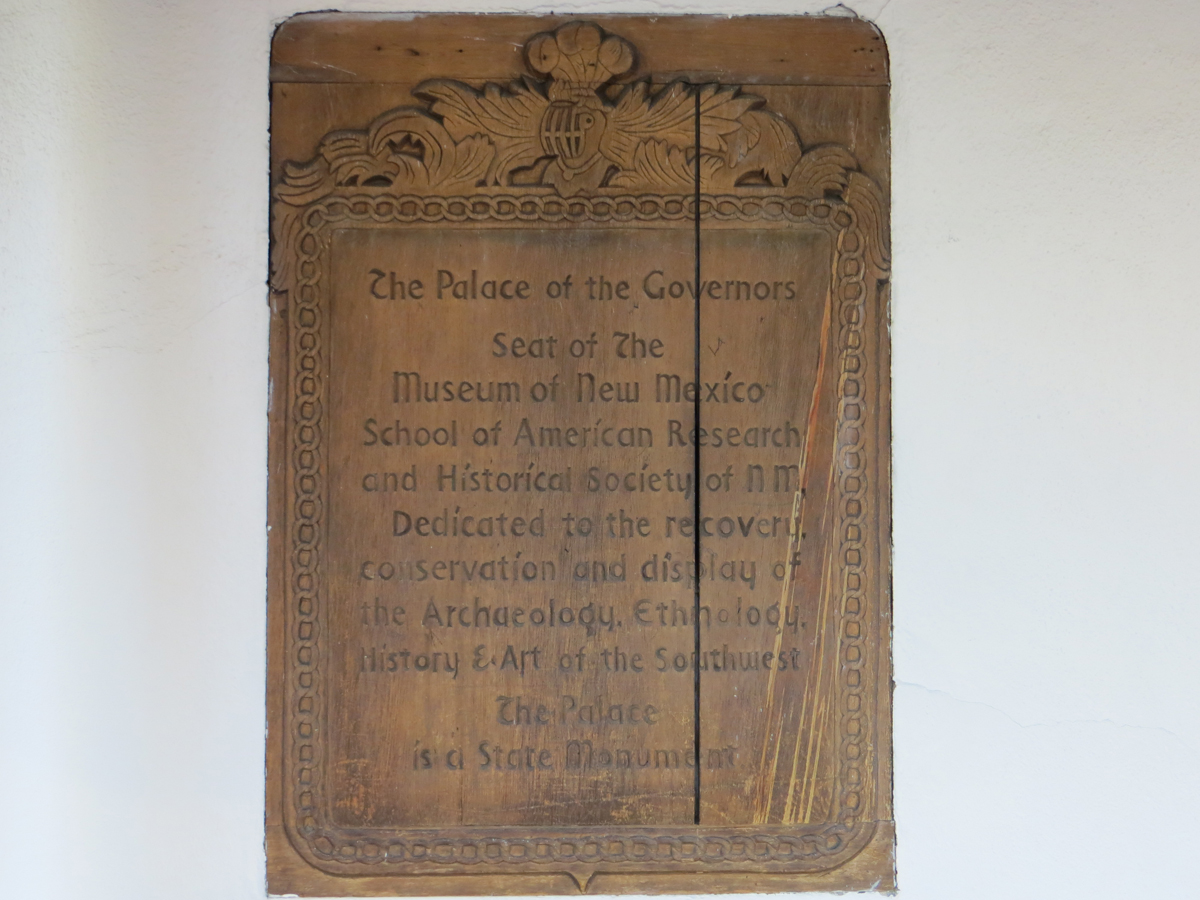 The Palace of the Governors
Seat of The
Museum of New Mexico
School of American Research
and Historical Society of N M.
Dedicated to the recovery,
conservation and display of
the Archaeology, Ethnology,
History & Art of the Southwest
The Palace
is a State Monument